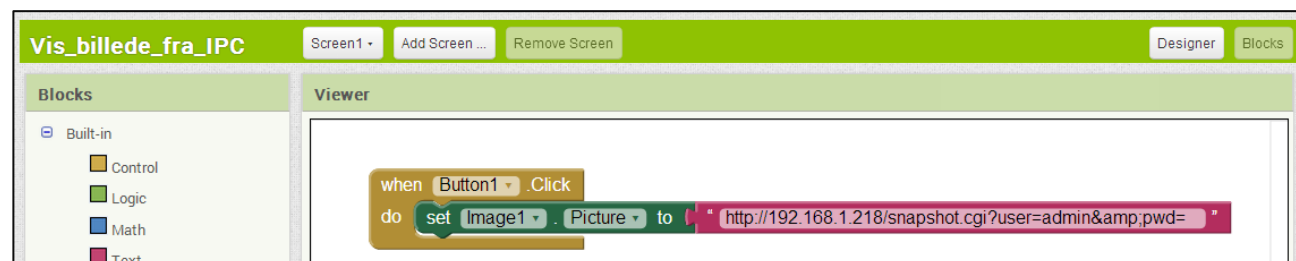 Vis_billede_fra_IPC Screen1 Add Screen ... Remove Screen Designer Blocks
Blocks Viewer
Built-in
Control
Logic
Math
Text
when Button1 .Click
do set Image1 . Picture to " http://192.168.1.218/snapshot.cgi?user=admin&amp;pwd= "